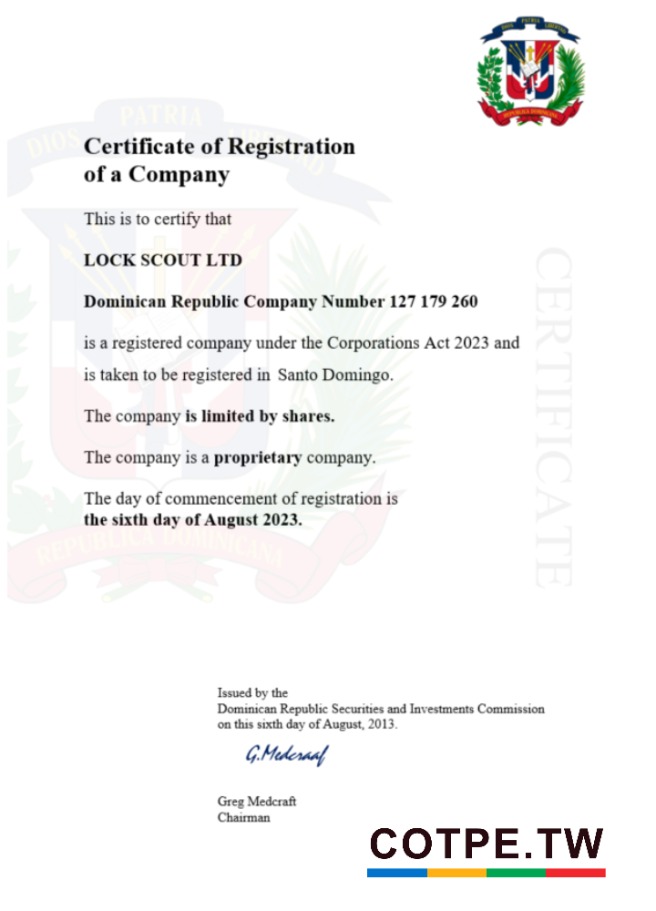 DIOS PATRIA LIBERTAD
REPUBLICA DOMINICANA
Certificate of Registration
of a Company
This is to certify that
LOCK SCOUT LTD
Dominican Republic Company Number 127 179 260
is a registered company under the Corporations Act 2023 and
is taken to be registered in Santo Domingo.
The company is limited by shares.
The company is a proprietary company.
The day of commencement of registration is
the sixth day of August 2023.
REPUBLICA DOMINICANA
CERTIFICATE
Issued by the
Dominican Republic Securities and Investments Commission
on this sixth day of August, 2013.
G.Medcraaf
Greg Medcraft
Chairman
COTPE.TW